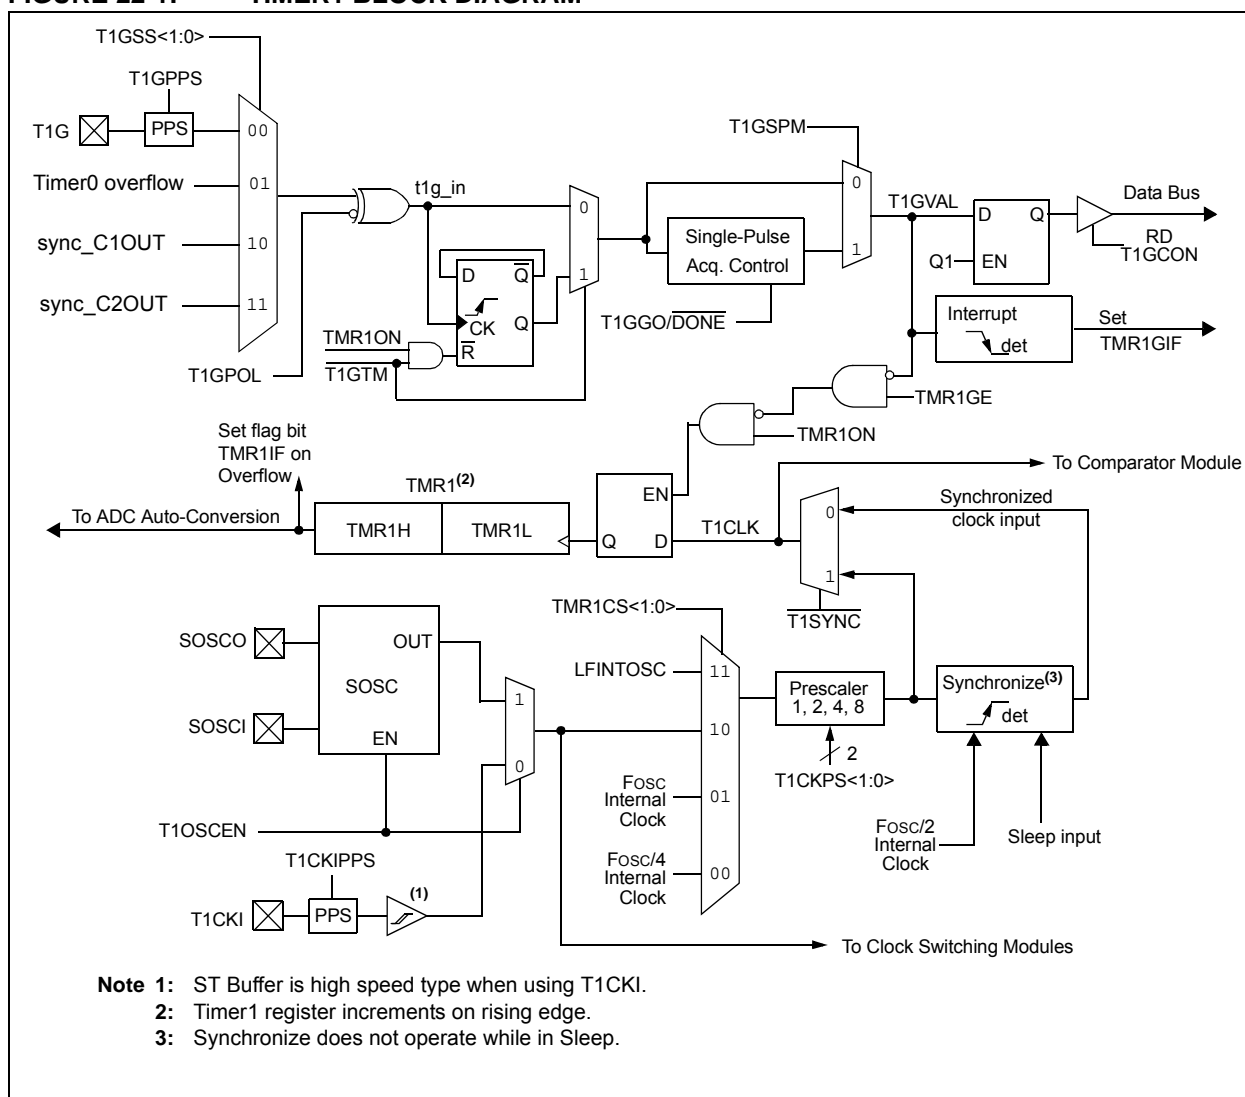 T1GSS<1:0>
T1GPPS
T1G
PPS
00
Timer0 overflow
01
sync_C1OUT
10
sync_C2OUT
11
T1GPOL
t1g_in
0
1
D
Q
CK
Q
R
TMR1ON
T1GTM
T1GSPM
0
1
Single-Pulse
Acq. Control
T1GGO/DONE
T1GVAL
D
Q
Q1
EN
Data Bus
RD
T1GCON
Interrupt
det
Set
TMR1GIF
TMR1GE
TMR1ON
Set flag bit
TMR1IF on
Overflow
To ADC Auto-Conversion
TMR1(2)
TMR1H
TMR1L
EN
Q
D
T1CLK
To Comparator Module
Synchronized
clock input
0
1
T1SYNC
SOSCO
SOSCI
OUT
SOSC
EN
1
0
T1OSCEN
T1CKIPPS
T1CKI
PPS
(1)
TMR1CS<1:0>
LFINTOSC
11
10
FOSC
Internal
Clock
01
FOSC/4
Internal
Clock
00
Prescaler
1, 2, 4, 8
2
T1CKPS<1:0>
Synchronize(3)
det
FOSC/2
Internal
Clock
Sleep input
To Clock Switching Modules
Note 1: ST Buffer is high speed type when using T1CKI.
2: Timer1 register increments on rising edge.
3: Synchronize does not operate while in Sleep.